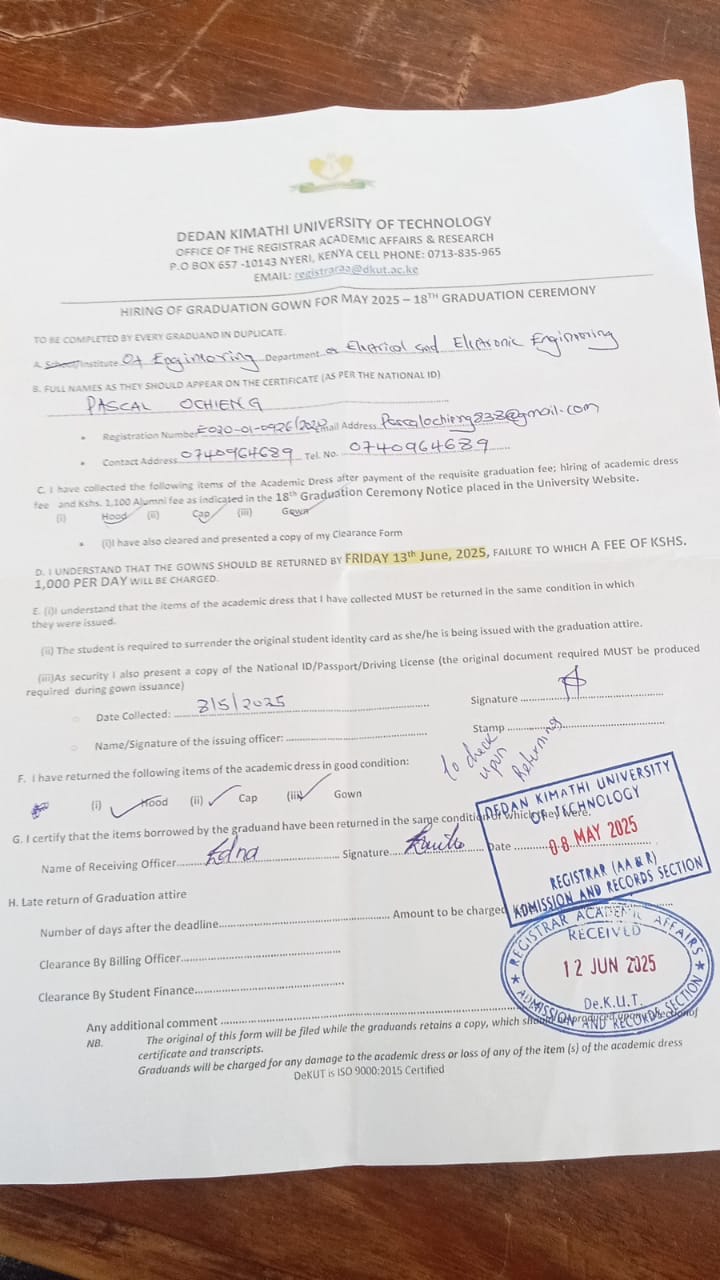 DEDAN KIMATHI UNIVERSITY OF TECHNOLOGY
OFFICE OF THE REGISTRAR ACADEMIC AFFAIRS & RESEARCH
P.O BOX 657 -10143 NYERI, KENYA CELL PHONE: 0713-835-965
EMAIL: registraraa@dkut.ac.ke
HIRING OF GRADUATION GOWN FOR MAY 2025 – 18TH GRADUATION CEREMONY
TO BE COMPLETED BY EVERY GRADUAND IN DUPLICATE.
A. School/Institute Of Engineering Department Electrical and Electronic Engineering
B. FULL NAMES AS THEY SHOULD APPEAR ON THE CERTIFICATE (AS PER THE NATIONAL ID)
PASCAL OCHIENG
• Registration Number Email Address Pascalochieng838@gmail.com
• Contact Address 0740964689 Tel. No. 0740964689
C. I have collected the following items of the Academic Dress after payment of the requisite graduation fee; hiring of academic dress
fee and Kshs. 1,100 Alumni fee as indicated in the 18th Graduation Ceremony Notice placed in the University Website.
(i) Hood (ii) Cap (iii) Gown
• (i)I have also cleared and presented a copy of my Clearance Form
D. I UNDERSTAND THAT THE GOWNS SHOULD BE RETURNED BY FRIDAY 13th June, 2025, FAILURE TO WHICH A FEE OF KSHS.
1,000 PER DAY WILL BE CHARGED.
E. (i)I understand that the items of the academic dress that I have collected MUST be returned in the same condition in which
they were issued.
(ii) The student is required to surrender the original student identity card as she/he is being issued with the graduation attire.
(iii)As security I also present a copy of the National ID/Passport/Driving License (the original document required MUST be produced
required during gown issuance)
Date Collected: 8/5/2025 Signature
Name/Signature of the issuing officer: Stamp
To check upon Returning
F. I have returned the following items of the academic dress in good condition:
(i) Hood (ii) Cap (iii) Gown
G. I certify that the items borrowed by the graduand have been returned in the same condition of which they were.
Name of Receiving Officer Edna Signature Date
DEDAN KIMATHI UNIVERSITY
OF TECHNOLOGY
08 MAY 2025
REGISTRAR (AA & R)
ADMISSION AND RECORDS SECTION
H. Late return of Graduation attire
Number of days after the deadline Amount to be charged
Clearance By Billing Officer
Clearance By Student Finance
REGISTRAR ACADEMIC AFFAIRS
RECEIVED
12 JUN 2025
De.K.U.T.
ADMISSION AND RECORDS SECTION
Any additional comment
NB. The original of this form will be filed while the graduands retains a copy, which should be produced upon of
certificate and transcripts.
Graduands will be charged for any damage to the academic dress or loss of any of the item (s) of the academic dress
DeKUT is ISO 9000:2015 Certified